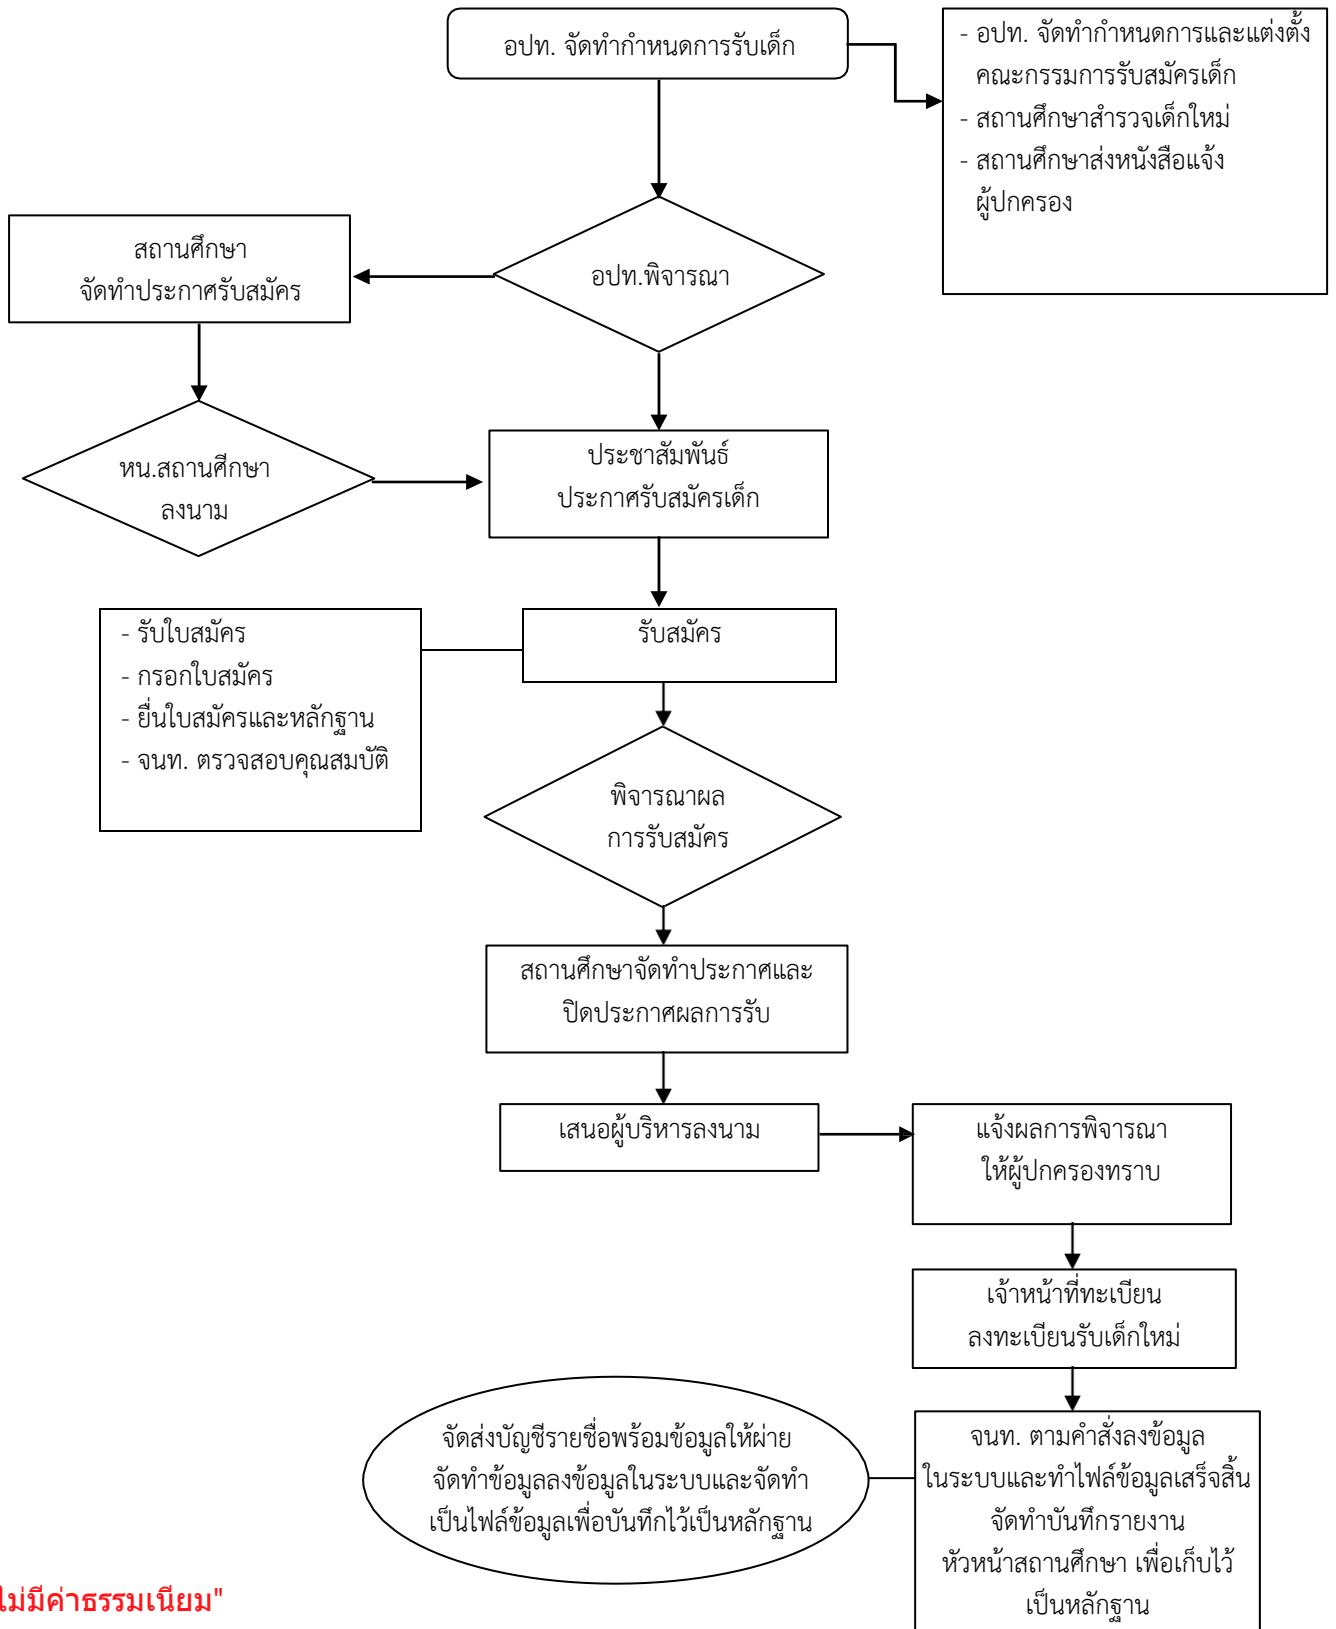 อปท. จัดทำกำหนดการรับเด็ก
- อปท. จัดทำกำหนดการและแต่งตั้ง
คณะกรรมการรับสมัครเด็ก
- สถานศึกษาสำรวจเด็กใหม่
- สถานศึกษาส่งหนังสือแจ้ง
ผู้ปกครอง
อปท.พิจารณา
สถานศึกษา
จัดทำประกาศรับสมัคร
หน.สถานศึกษา
ลงนาม
ประชาสัมพันธ์
ประกาศรับสมัครเด็ก
รับสมัคร
- รับใบสมัคร
- กรอกใบสมัคร
- ยื่นใบสมัครและหลักฐาน
- จนท. ตรวจสอบคุณสมบัติ
พิจารณาผล
การรับสมัคร
สถานศึกษาจัดทำประกาศและ
ปิดประกาศผลการรับ
เสนอผู้บริหารลงนาม
แจ้งผลการพิจารณา
ให้ผู้ปกครองทราบ
เจ้าหน้าที่ทะเบียน
ลงทะเบียนรับเด็กใหม่
จัดส่งบัญชีรายชื่อพร้อมข้อมูลให้ฝ่าย
จัดทำข้อมูลลงข้อมูลในระบบและจัดทำ
เป็นไฟล์ข้อมูลเพื่อบันทึกไว้เป็นหลักฐาน
จนท. ตามคำสั่งลงข้อมูล
ในระบบและทำไฟล์ข้อมูลเสร็จสิ้น
จัดทำบันทึกรายงาน
หัวหน้าสถานศึกษา เพื่อเก็บไว้
เป็นหลักฐาน
ไม่มีค่าธรรมเนียม"